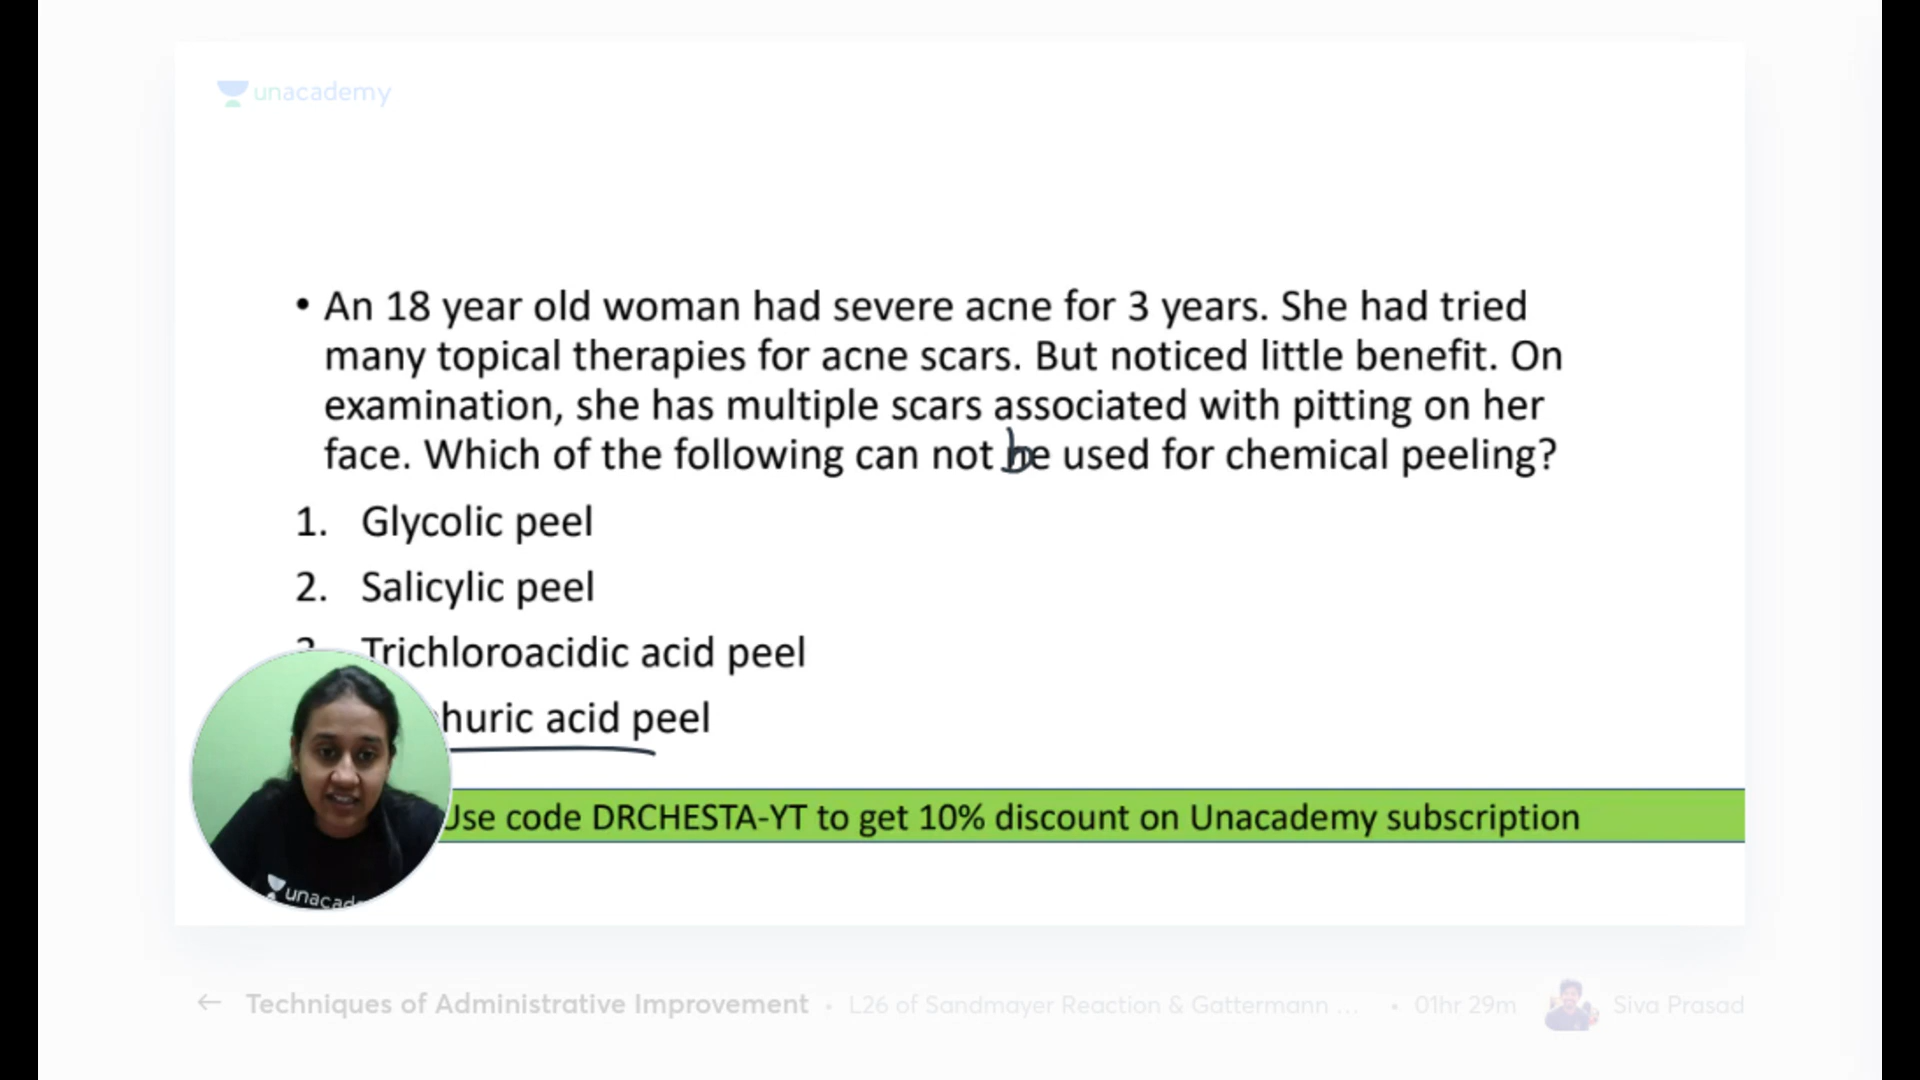 unacademy
• An 18 year old woman had severe acne for 3 years. She had tried
many topical therapies for acne scars. But noticed little benefit. On
examination, she has multiple scars associated with pitting on her
face. Which of the following can not be used for chemical peeling?
1. Glycolic peel
2. Salicylic peel
Trichloroacidic acid peel
acid peel
Use code DRCHESTA-YT to get 10% discount on Unacademy subscription
← Techniques of Administrative Improvement • L26 of Sandmayer Reaction & Gattermann ... • 01hr 29m Siva Prasad